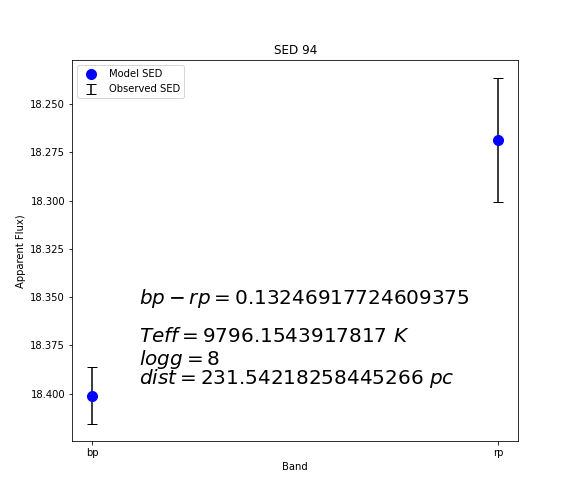 SED 94
Model SED
Observed SED
18.250
18.275
18.300
18.325
18.350
18.375
18.400
Apparent Flux)
bp − rp = 0.13246917724609375
Teff = 9796.1543917817 K
logg = 8
dist = 231.54218258445266 pc
bp
rp
Band